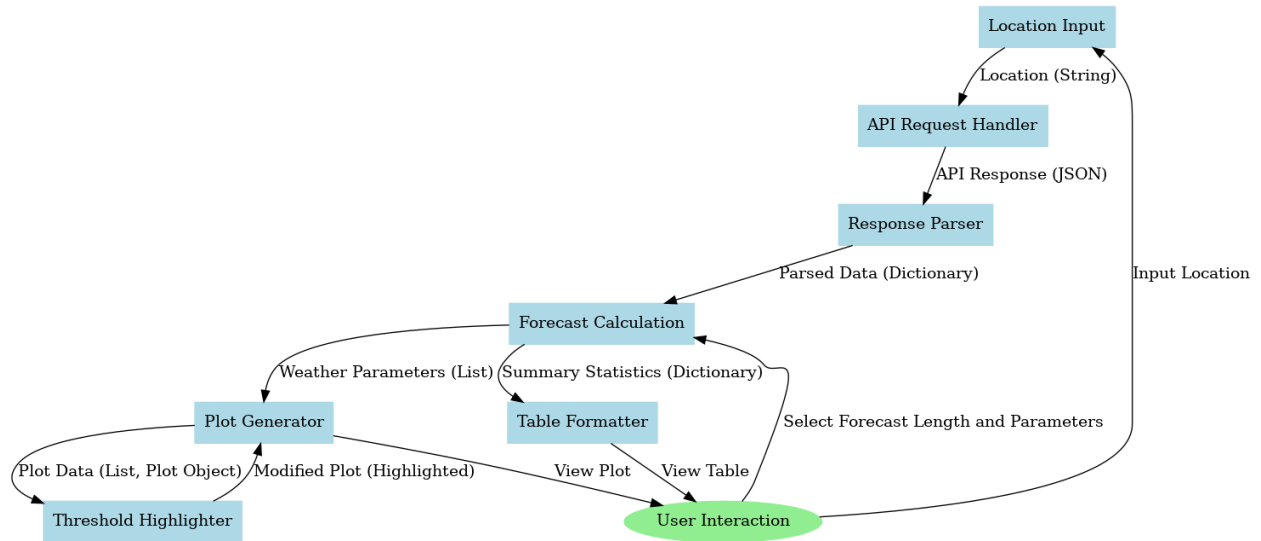 Location Input
Location (String)
API Request Handler
API Response (JSON)
Response Parser
Parsed Data (Dictionary)
Input Location
Forecast Calculation
Weather Parameters (List)
Summary Statistics (Dictionary)
Plot Generator
Table Formatter
Select Forecast Length and Parameters
Plot Data (List, Plot Object)
Modified Plot (Highlighted)
View Plot
View Table
Threshold Highlighter
User Interaction